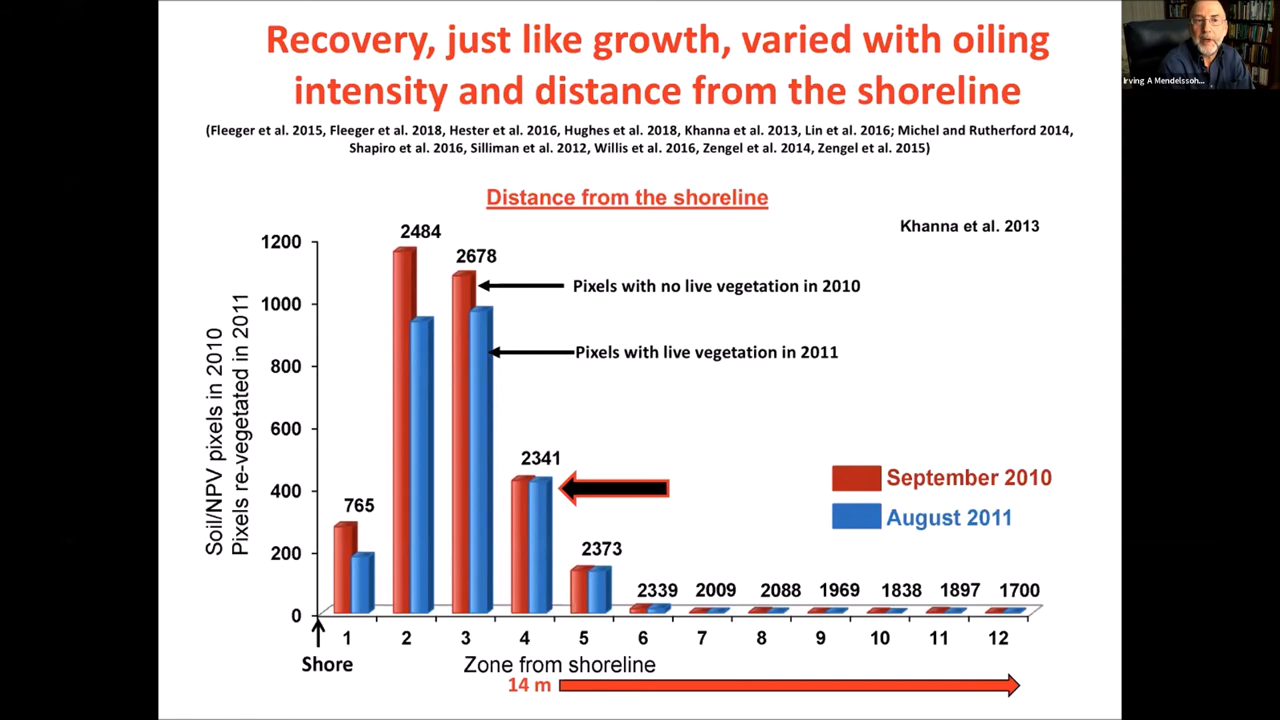 Recovery, just like growth, varied with oiling
intensity and distance from the shoreline
(Fleeger et al. 2015, Fleeger et al. 2018, Hester et al. 2016, Hughes et al. 2018, Khanna et al. 2013, Lin et al. 2016; Michel and Rutherford 2014,
Shapiro et al. 2016, Silliman et al. 2012, Willis et al. 2016, Zengel et al. 2014, Zengel et al. 2015)
Irving A Mendelssoh...
Distance from the shoreline
Khanna et al. 2013
Soil/NPV pixels in 2010
Pixels re-vegetated in 2011
1200
1000
800
600
400
200
0
765
2484
2678
2341
2373
2339
2009
2088
1969
1838
1897
1700
Pixels with no live vegetation in 2010
Pixels with live vegetation in 2011
September 2010
August 2011
1 2 3 4 5 6 7 8 9 10 11 12
Shore
Zone from shoreline
14 m